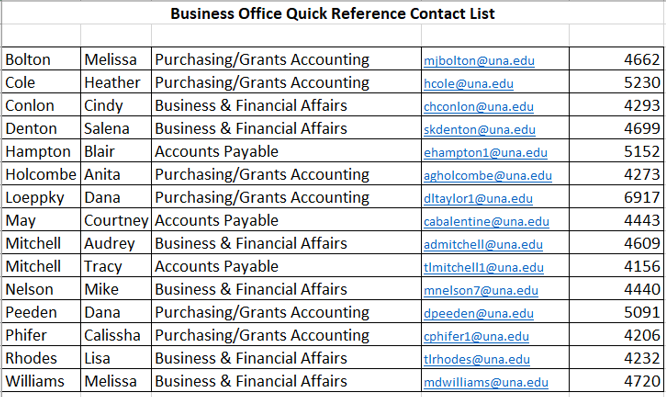 Business Office Quick Reference Contact List
Bolton Melissa Purchasing/Grants Accounting mjbolton@una.edu 4662
Cole Heather Purchasing/Grants Accounting hcole@una.edu 5230
Conlon Cindy Business & Financial Affairs chconlon@una.edu 4293
Denton Salena Business & Financial Affairs skdenton@una.edu 4699
Hampton Blair Accounts Payable ehampton1@una.edu 5152
Holcombe Anita Purchasing/Grants Accounting agholcombe@una.edu 4273
Loeppky Dana Purchasing/Grants Accounting dltaylor1@una.edu 6917
May Courtney Accounts Payable cabalentine@una.edu 4443
Mitchell Audrey Business & Financial Affairs admitchell@una.edu 4609
Mitchell Tracy Accounts Payable tlmitchell1@una.edu 4156
Nelson Mike Business & Financial Affairs mnelson7@una.edu 4440
Peeden Dana Purchasing/Grants Accounting dpeeden@una.edu 5091
Phifer Calissha Purchasing/Grants Accounting cphifer1@una.edu 4206
Rhodes Lisa Business & Financial Affairs tlrhodes@una.edu 4232
Williams Melissa Business & Financial Affairs mdwilliams@una.edu 4720